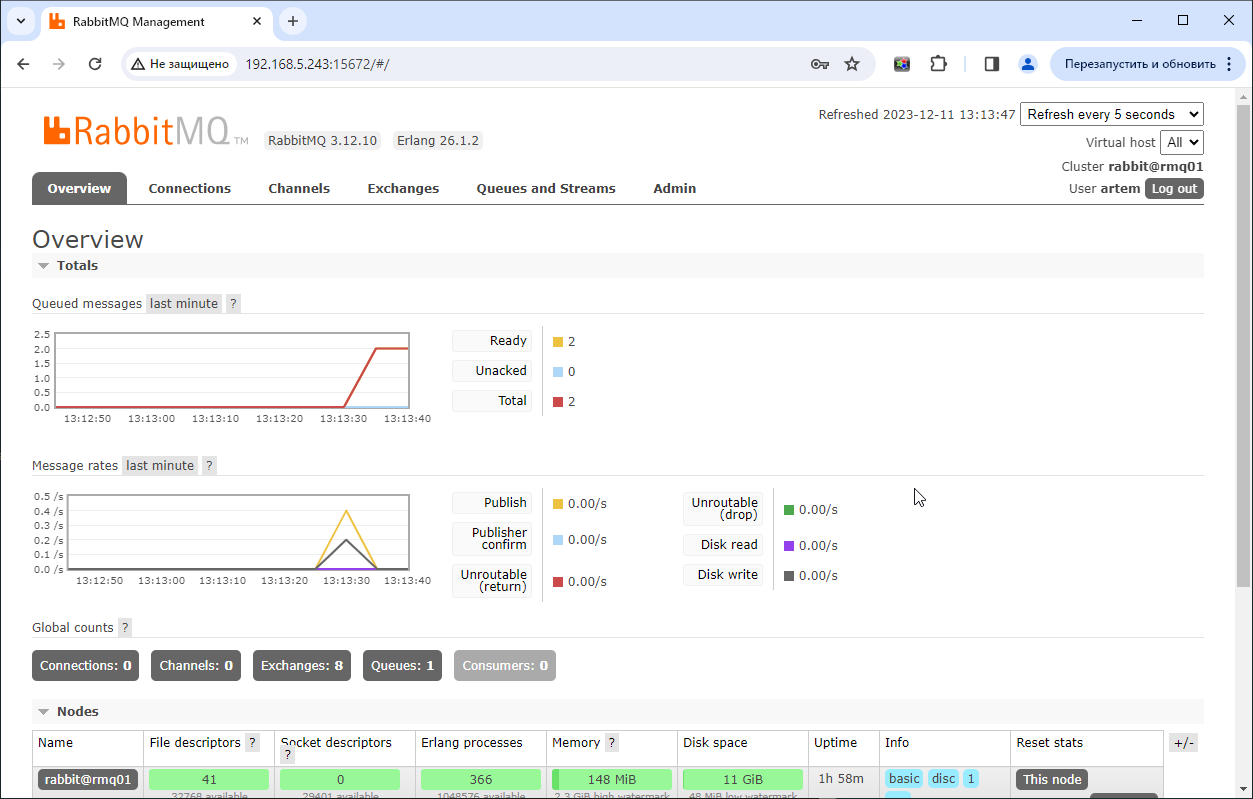 RabbitMQ Management
Не защищено 192.168.5.243:15672/#/ Перезапустить и обновить
RabbitMQ TM RabbitMQ 3.12.10 Erlang 26.1.2
Refreshed 2023-12-11 13:13:47 Refresh every 5 seconds
Virtual host All
Cluster rabbit@rmq01
User artem Log out
Overview Connections Channels Exchanges Queues and Streams Admin
Overview
Totals
Queued messages last minute ?
2.5
2.0
1.5
1.0
0.5
0.0
13:12:50 13:13:00 13:13:10 13:13:20 13:13:30 13:13:40
Ready 2
Unacked 0
Total 2
Message rates last minute ?
0.5 /s
0.4 /s
0.3 /s
0.2 /s
0.1 /s
0.0 /s
13:12:50 13:13:00 13:13:10 13:13:20 13:13:30 13:13:40
Publish 0.00/s
Publisher
confirm 0.00/s
Unroutable
(return) 0.00/s
Unroutable
(drop) 0.00/s
Disk read 0.00/s
Disk write 0.00/s
Global counts ?
Connections: 0 Channels: 0 Exchanges: 8 Queues: 1 Consumers: 0
Nodes
Name File descriptors ? Socket descriptors ? Erlang processes Memory ? Disk space Uptime Info Reset stats +/-
rabbit@rmq01 41 0 366 148 MiB 11 GiB 1h 58m basic disc 1 This node
32768 available 29401 available 1048576 available 2.3 GiB high watermark 48 MiB low watermark